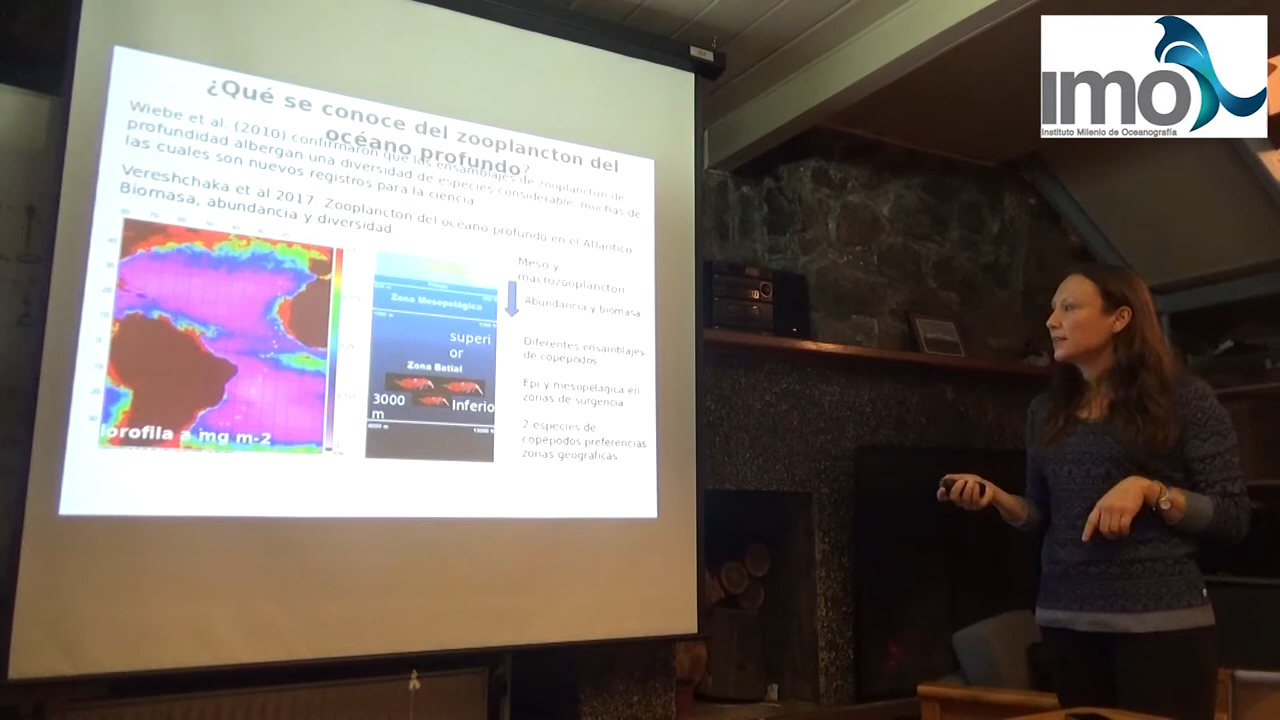 ¿Qué se conoce del zooplancton del
océano profundo?
Wiebe et al. (2010) confirmaron que los ensamblajes de zooplancton de
profundidad albergan una diversidad de especies considerable, muchas de
las cuales son nuevos registros para la ciencia
Vereshchaka et al 2017. Zooplancton del océano profundo en el Atlántico
Biomasa, abundancia y diversidad
Meso y
macrozooplancton
Abundancia y biomasa
Diferentes ensamblajes
de copépodos
Epi y mesopelágica en
zonas de surgencia
2 especies de
copépodos preferencias
zonas geográficas
Zona Mesopelágica
superi
or
Zona Batial
3000
m
Inferio
lorofila a mg m-2
imo
Instituto Milenio de Oceanografía